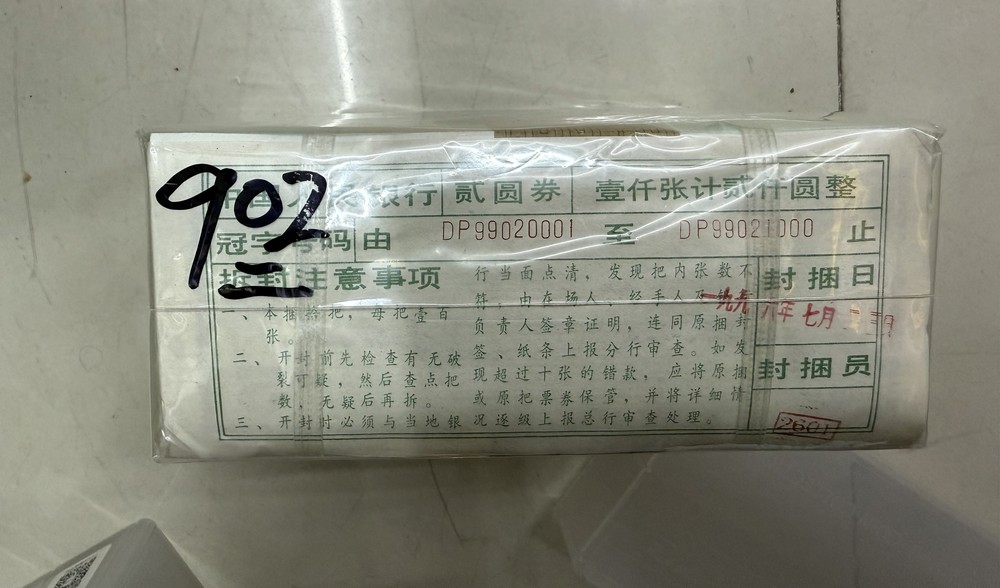 902
中国人民银行 贰圆券 壹仟张计贰仟圆整
冠字号码由 DP99020001 至 DP99021000 止
拆封注意事项
一、本捆拾把，每把壹百
张。
二、开封前先检查有无破
裂可疑，然后查点把
数，无疑后再拆。
三、开封时必须与当地银
行当面点清，发现把内张数不
符，由在场人，经手人及
负责人签章证明，连同原捆封
签、纸条上报分行审查。如发
现超过十张的错款，应将原捆
或原把票券保管，并将详细情
况逐级上报总行审查处理。
封捆日
年七月
封捆员
2601